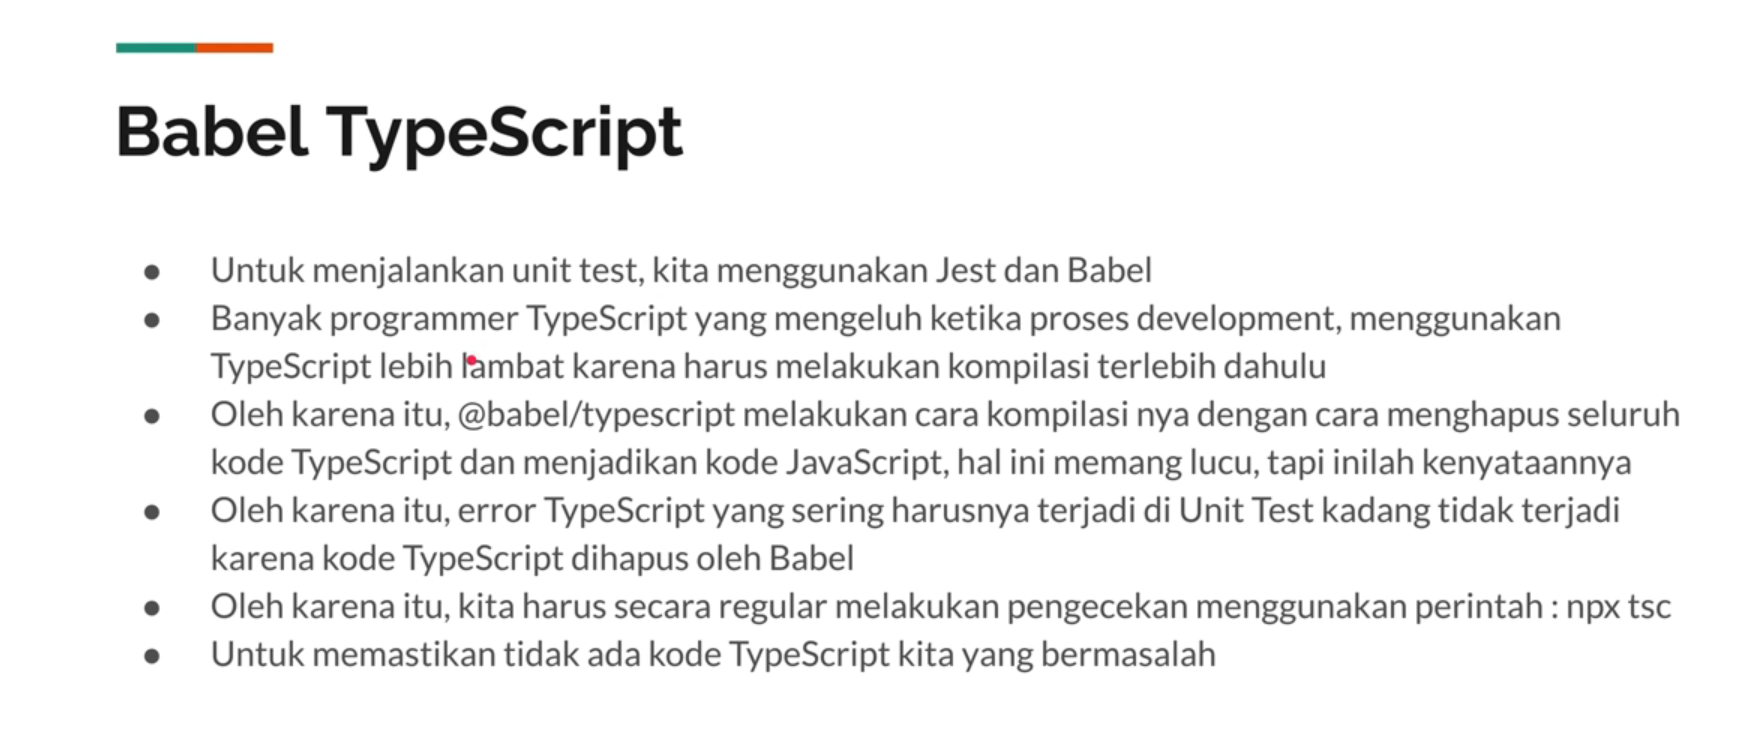 Babel TypeScript
● Untuk menjalankan unit test, kita menggunakan Jest dan Babel
● Banyak programmer TypeScript yang mengeluh ketika proses development, menggunakan
TypeScript lebih lambat karena harus melakukan kompilasi terlebih dahulu
● Oleh karena itu, @babel/typescript melakukan cara kompilasi nya dengan cara menghapus seluruh
kode TypeScript dan menjadikan kode JavaScript, hal ini memang lucu, tapi inilah kenyataannya
● Oleh karena itu, error TypeScript yang sering harusnya terjadi di Unit Test kadang tidak terjadi
karena kode TypeScript dihapus oleh Babel
● Oleh karena itu, kita harus secara regular melakukan pengecekan menggunakan perintah : npx tsc
● Untuk memastikan tidak ada kode TypeScript kita yang bermasalah